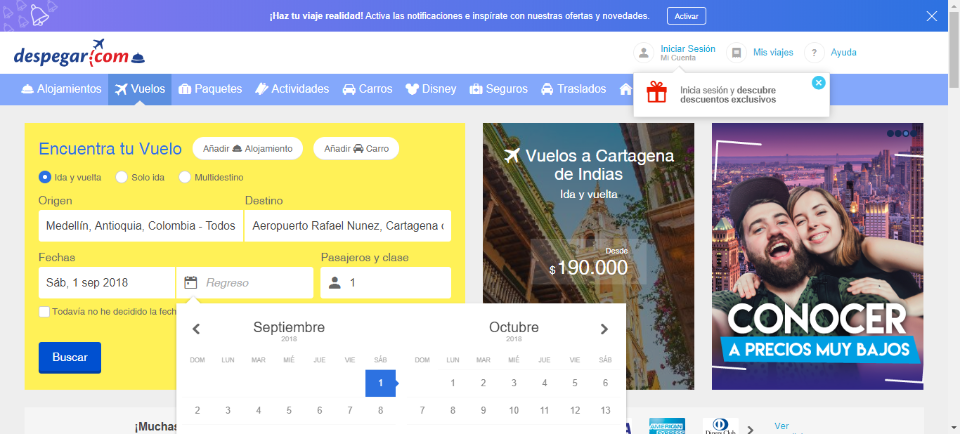 ¡Haz tu viaje realidad! Activa las notificaciones e inspírate con nuestras ofertas y novedades.
Activar
despegar.com
Iniciar Sesión
Mi Cuenta
Mis viajes
?
Ayuda
Alojamientos
Vuelos
Paquetes
Actividades
Carros
Disney
Seguros
Traslados
Inicia sesión y descubre
descuentos exclusivos
Encuentra tu Vuelo
Añadir Alojamiento
Añadir Carro
Ida y vuelta
Solo ida
Multidestino
Origen
Destino
Medellín, Antioquia, Colombia - Todos
Aeropuerto Rafael Nunez, Cartagena
Fechas
Pasajeros y clase
Sáb, 1 sep 2018
Regreso
1
Todavía no he decidido la fech
Buscar
Septiembre
2018
Octubre
2018
DOM LUN MAR MIÉ JUE VIE SÁB
DOM LUN MAR MIÉ JUE VIE SÁB
1
1 2 3 4 5 6
2 3 4 5 6 7 8
7 8 9 10 11 12 13
Vuelos a Cartagena
de Indias
Ida y vuelta
Desde
$190.000
CONOCER
A PRECIOS MUY BAJOS
¡Muchas
AMERICAN
EXPRESS
Diners Club
Ver